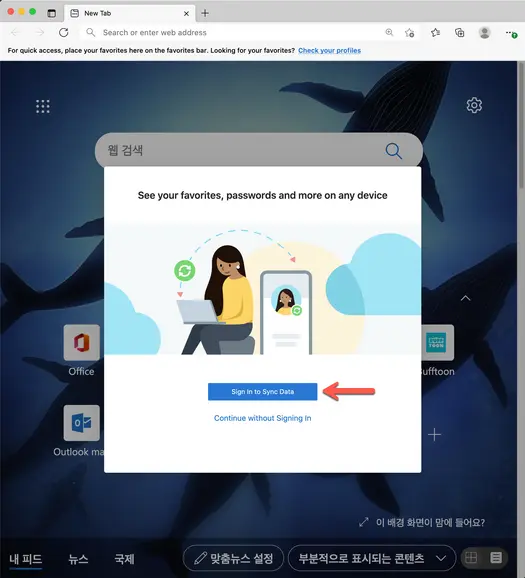 New Tab
Search or enter web address
For quick access, place your favorites here on the favorites bar. Looking for your favorites? Check your profiles
웹 검색
See your favorites, passwords and more on any device
Office
Sign In to Sync Data
Continue without Signing In
Outlook ma
이 배경 화면이 맘에 들어요?
내 피드
뉴스
국제
맞춤뉴스 설정
부분적으로 표시되는 콘텐츠